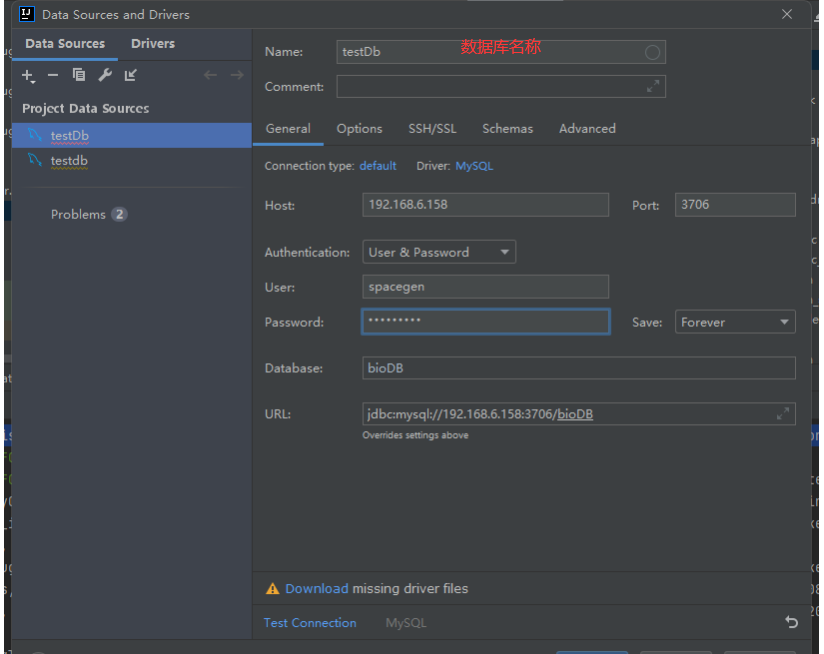 Data Sources and Drivers
Data Sources Drivers
Name: testDb 数据库名称
Comment:
Project Data Sources
testDb
testdb
Problems 2
General Options SSH/SSL Schemas Advanced
Connection type: default Driver: MySQL
Host: 192.168.6.158 Port: 3706
Authentication: User & Password
User: spacegen
Password: ••••••••• Save: Forever
Database: bioDB
URL: jdbc:mysql://192.168.6.158:3706/bioDB
Overrides settings above
Download missing driver files
Test Connection MySQL